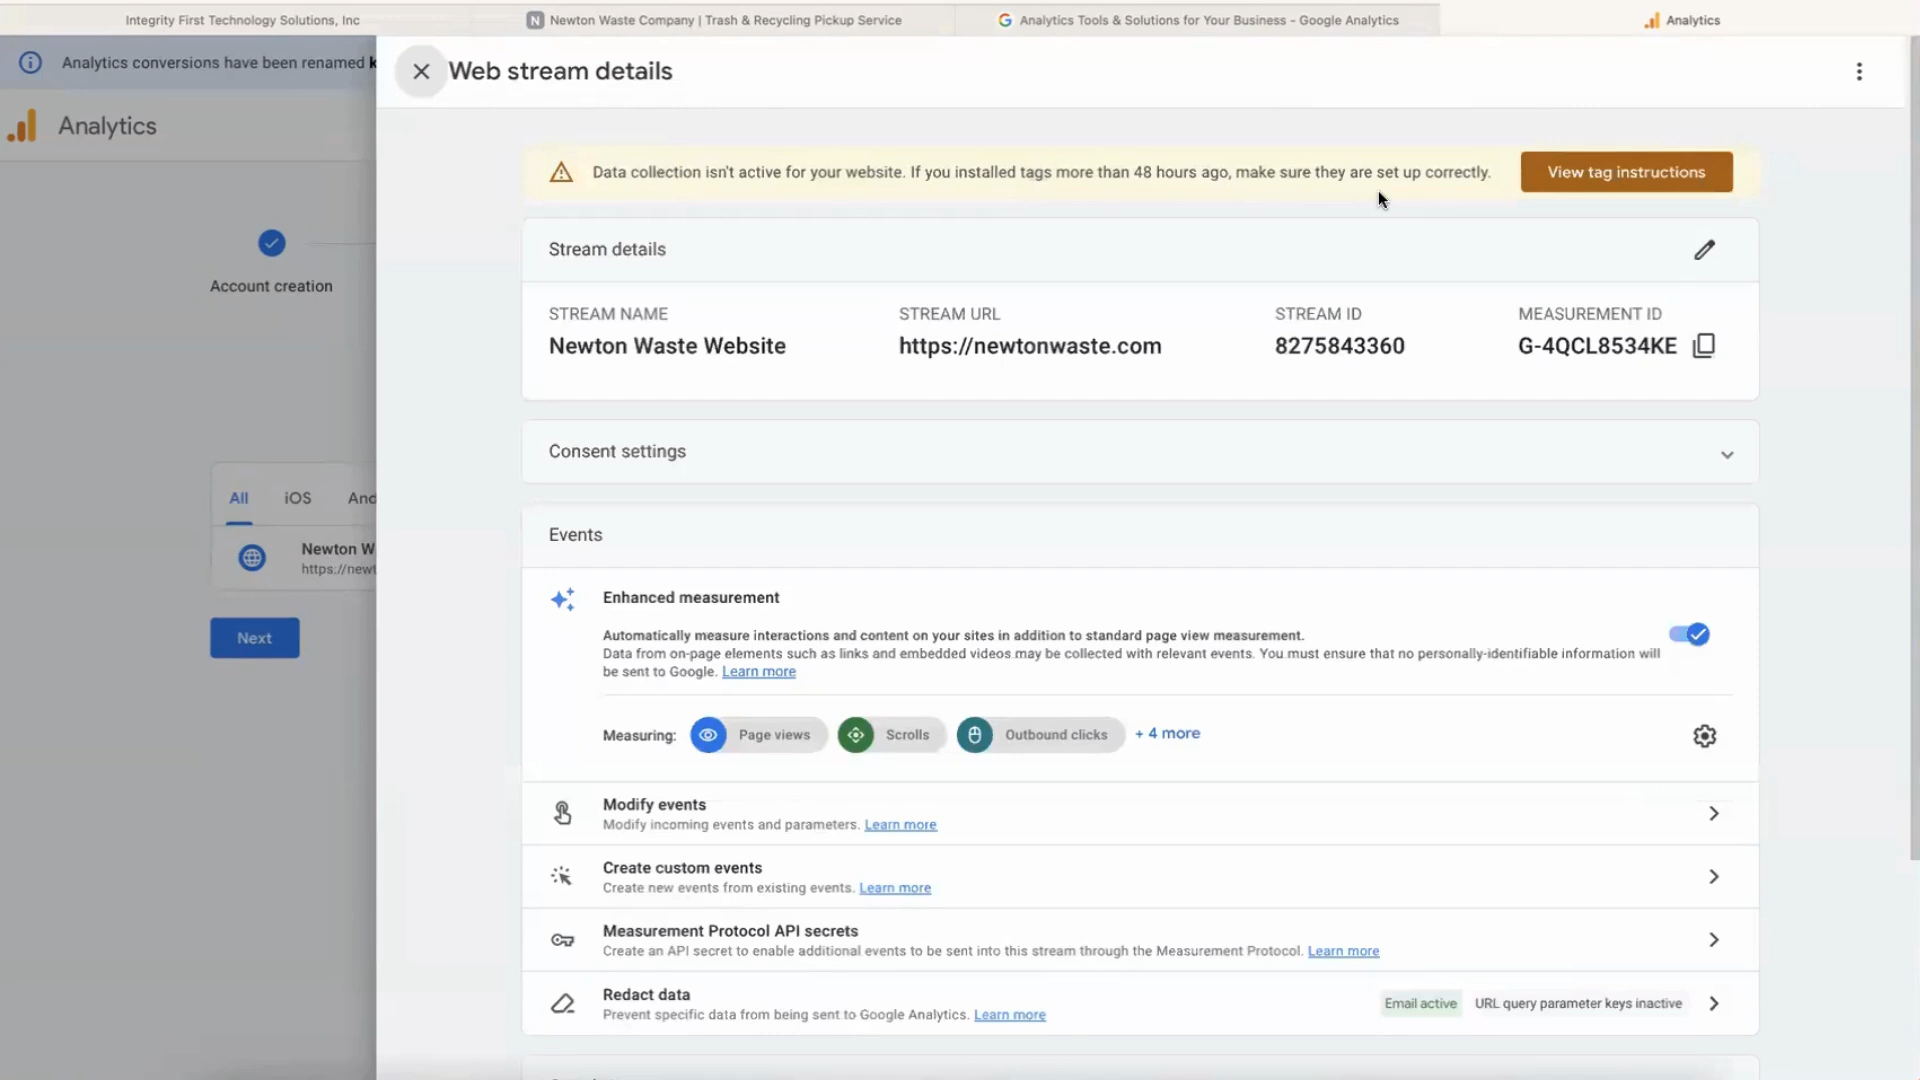 Integrity First Technology Solutions, Inc
N Newton Waste Company | Trash & Recycling Pickup Service
G Analytics Tools & Solutions for Your Business - Google Analytics
Analytics
Analytics conversions have been renamed
Analytics
Account creation
All iOS And
Newton W
https://newt
Next
Web stream details
Data collection isn't active for your website. If you installed tags more than 48 hours ago, make sure they are set up correctly.
View tag instructions
Stream details
STREAM NAME
Newton Waste Website
STREAM URL
https://newtonwaste.com
STREAM ID
8275843360
MEASUREMENT ID
G-4QCL8534KE
Consent settings
Events
Enhanced measurement
Automatically measure interactions and content on your sites in addition to standard page view measurement.
Data from on-page elements such as links and embedded videos may be collected with relevant events. You must ensure that no personally-identifiable information will
be sent to Google. Learn more
Measuring: Page views Scrolls Outbound clicks + 4 more
Modify events
Modify incoming events and parameters. Learn more
Create custom events
Create new events from existing events. Learn more
Measurement Protocol API secrets
Create an API secret to enable additional events to be sent into this stream through the Measurement Protocol. Learn more
Redact data
Prevent specific data from being sent to Google Analytics. Learn more
Email active URL query parameter keys inactive